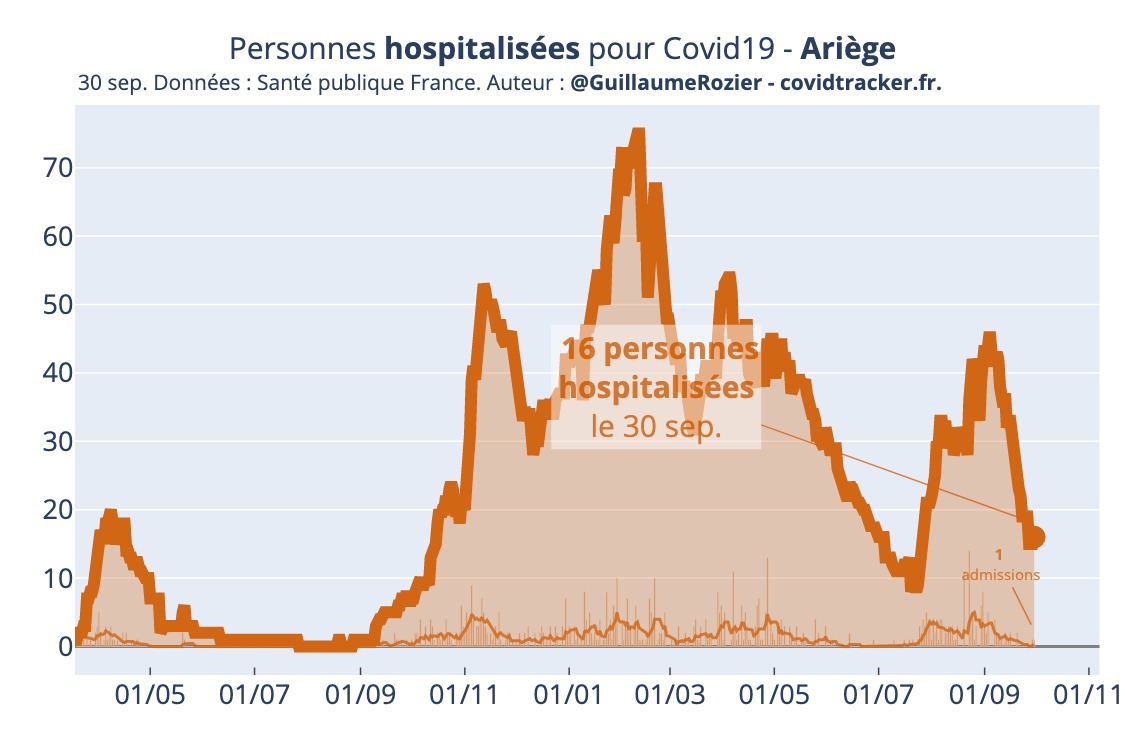 Personnes hospitalisées pour Covid19 - Ariège
30 sep. Données : Santé publique France. Auteur : @GuillaumeRozier - covidtracker.fr.
70
60
50
40
30
20
10
0
16 personnes
hospitalisées
le 30 sep.
1
admissions
01/05 01/07 01/09 01/11 01/01 01/03 01/05 01/07 01/09 01/11